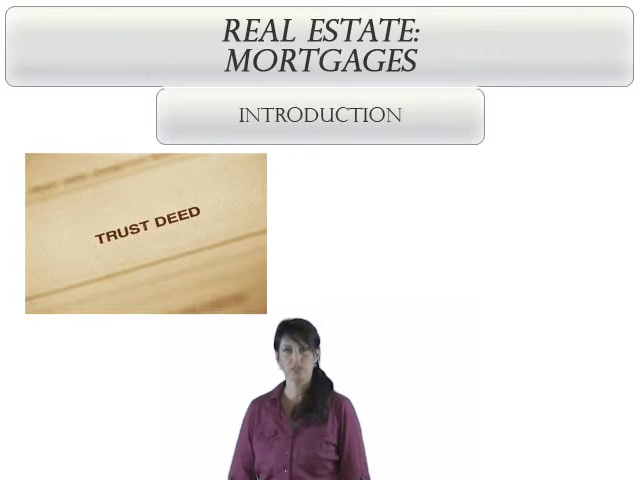 REAL ESTATE:
MORTGAGES
INTRODUCTION
TRUST DEED